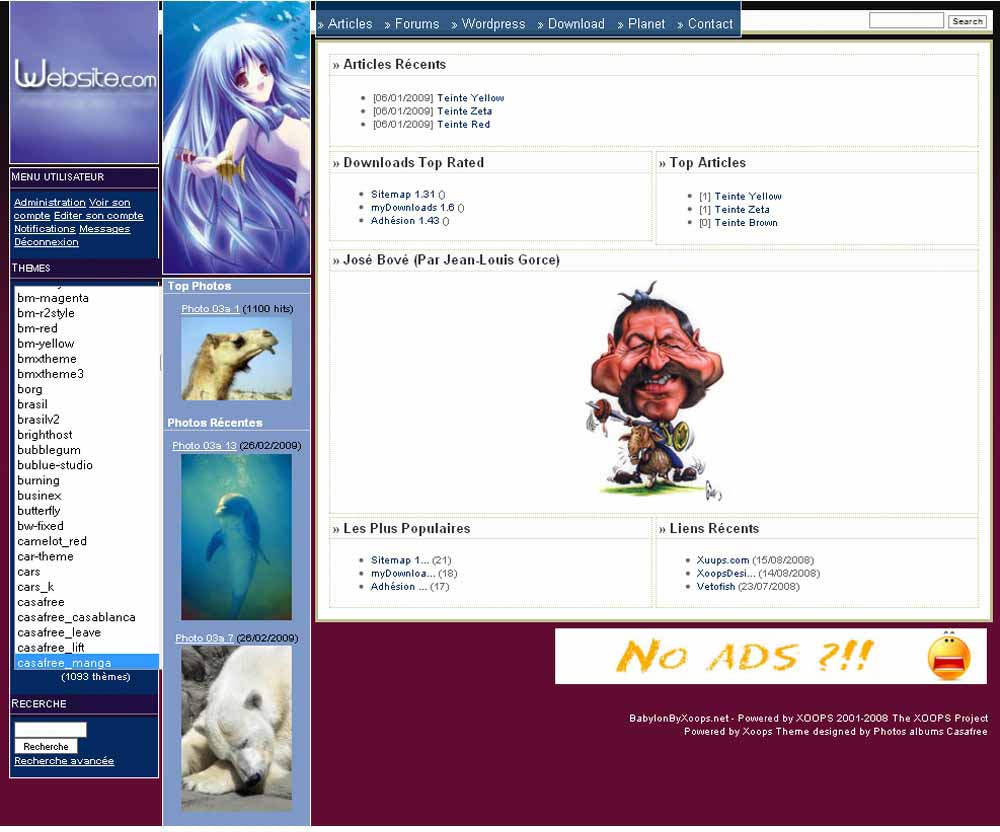 Website.com
MENU UTILISATEUR
Administration Voir son
compte Editer son compte
Notifications Messages
Déconnexion
THEMES
bm-magenta
bm-r2style
bm-red
bm-yellow
bmxtheme
bmxtheme3
borg
brasil
brasilv2
brighthost
bubblegum
bublue-studio
burning
businex
butterfly
bw-fixed
camelot_red
car-theme
cars
cars_k
casafree
casafree_casablanca
casafree_leave
casafree_lift
casafree_manga
(1093 thèmes)
RECERCHE
Recherche
Recherche avancée
Top Photos
Photo 03a 1 (1100 hits)
Photos Récentes
Photo 03a 13 (26/02/2009)
Photo 03a 7 (26/02/2009)
» Articles » Forums » Wordpress » Download » Planet » Contact
Search
» Articles Récents
[06/01/2009] Teinte Yellow
[06/01/2009] Teinte Zeta
[06/01/2009] Teinte Red
» Downloads Top Rated
Sitemap 1.31 ()
myDownloads 1.6 ()
Adhésion 1.43 ()
» Top Articles
[1] Teinte Yellow
[1] Teinte Zeta
[0] Teinte Brown
» José Bové (Par Jean-Louis Gorce)
» Les Plus Populaires
Sitemap 1... (21)
myDownloa... (18)
Adhésion ... (17)
» Liens Récents
Xuups.com (15/08/2008)
XoopsDesi... (14/08/2008)
Vetofish (23/07/2008)
No ADS ?!!
BabylonByXoops.net - Powered by XOOPS 2001-2008 The XOOPS Project
Powered by Xoops Theme designed by Photos albums Casafree